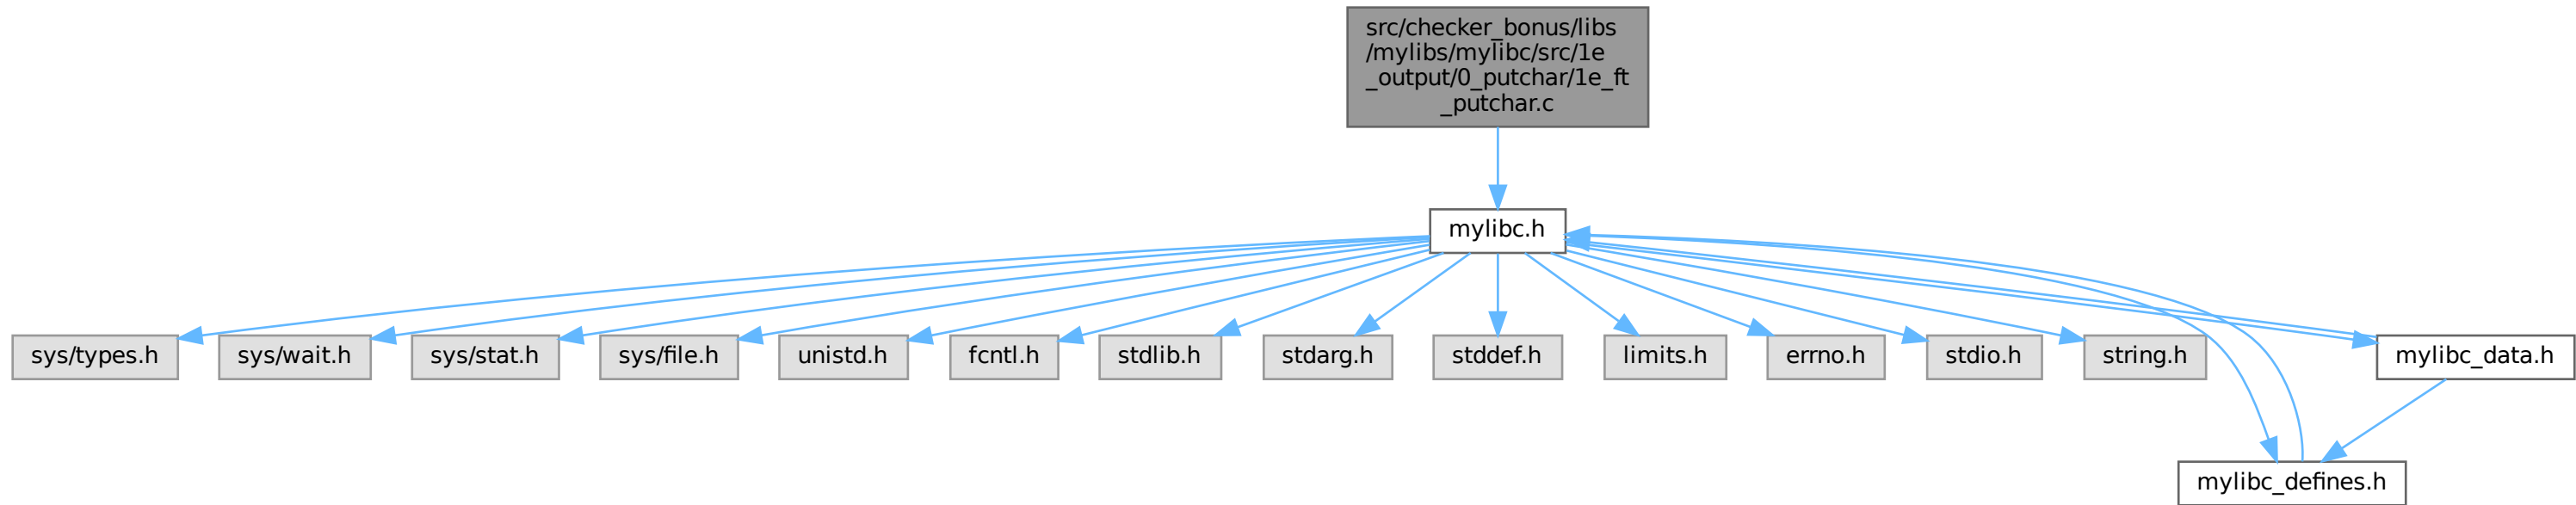 src/checker_bonus/libs
/mylibs/mylibc/src/1e
_output/0_putchar/1e_ft
_putchar.c
mylibc.h
sys/types.h
sys/wait.h
sys/stat.h
sys/file.h
unistd.h
fcntl.h
stdlib.h
stdarg.h
stddef.h
limits.h
errno.h
stdio.h
string.h
mylibc_data.h
mylibc_defines.h